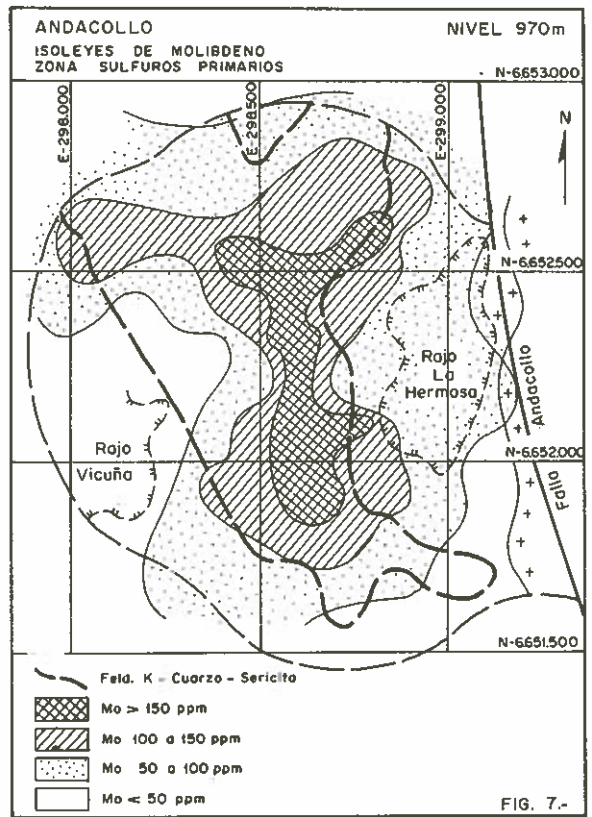 ANDACOLLO
NIVEL 970m
ISOLEYES DE MOLIBDENO
ZONA SULFUROS PRIMARIOS
N-6.653.000
E-298.000
E-298.500
E-299.000
N
N-6.652.500
Rajo
La
Hermosa
Andacollo
Falla
Rajo
Vicuña
N-6.652.000
N-6.651.500
Feld. K - Cuarzo - Sericita
Mo > 150 ppm
Mo 100 a 150 ppm
Mo 50 a 100 ppm
Mo < 50 ppm
FIG. 7.-